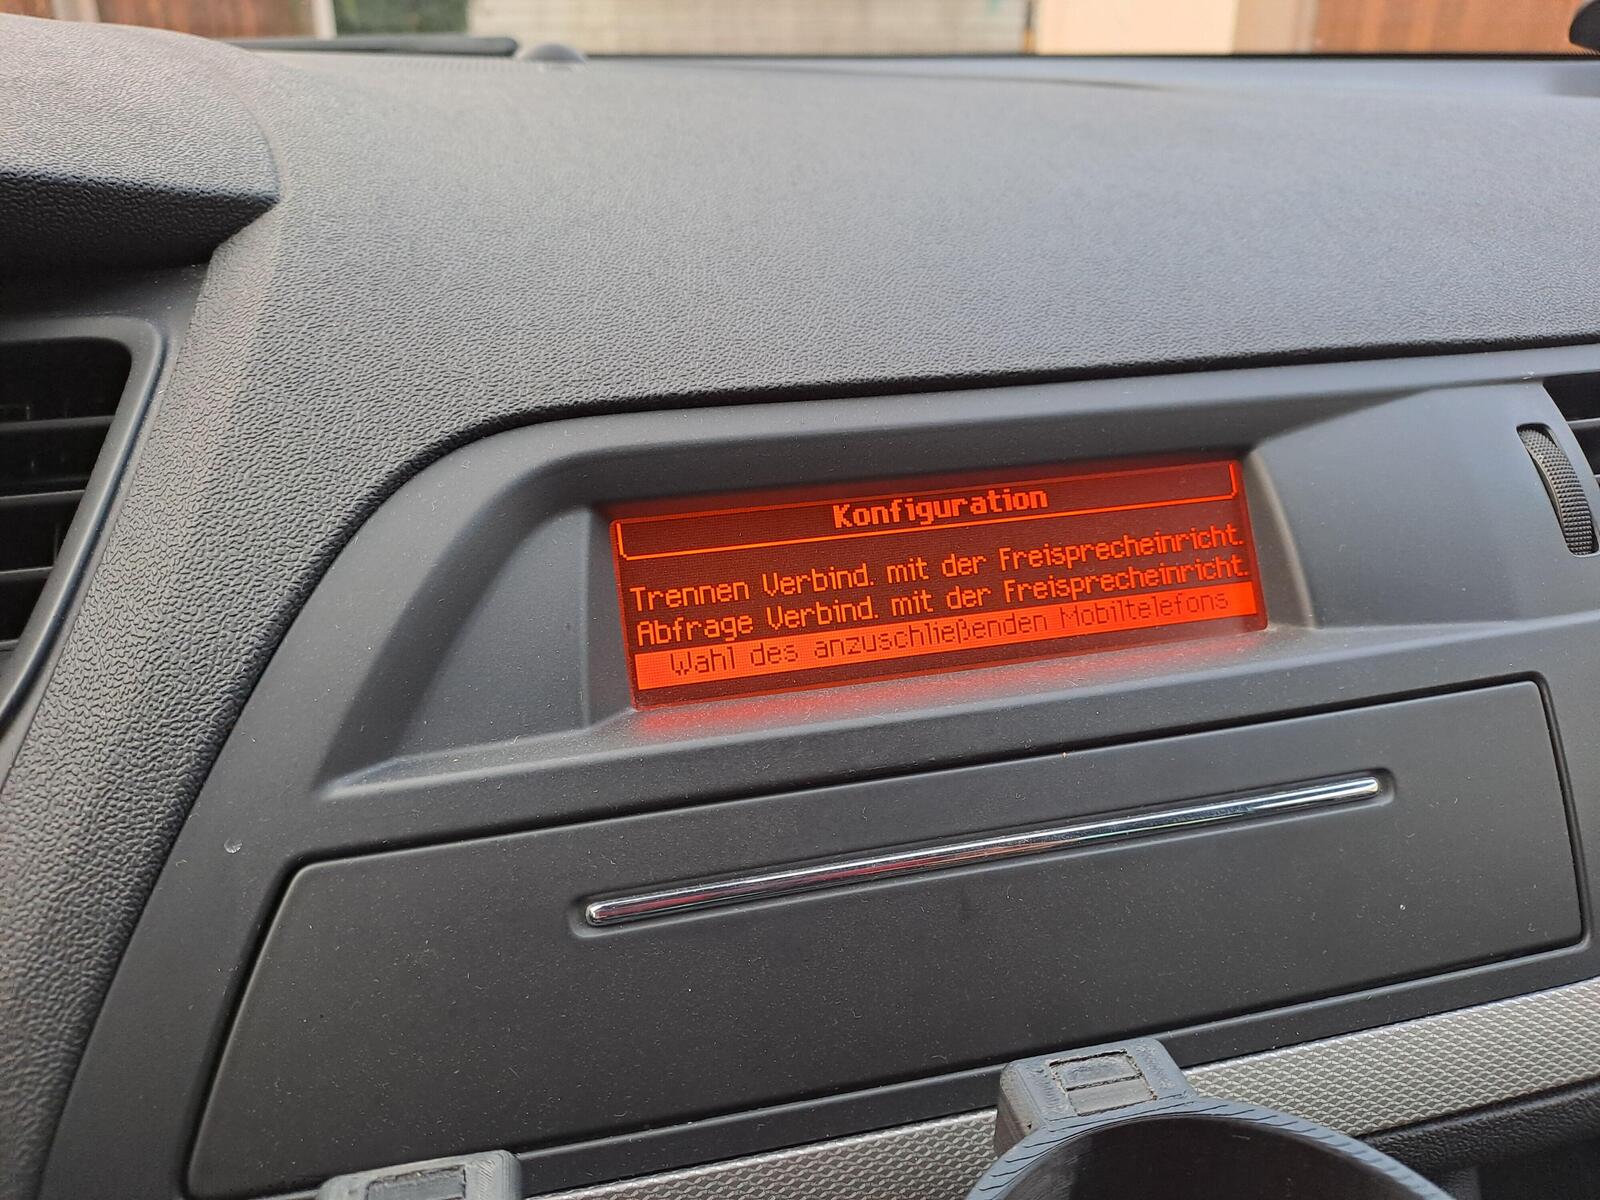 Konfiguration
Trennen Verbind. mit der Freisprecheinricht.
Abfrage Verbind. mit der Freisprecheinricht.
Wahl des anzuschließenden Mobiltelefons